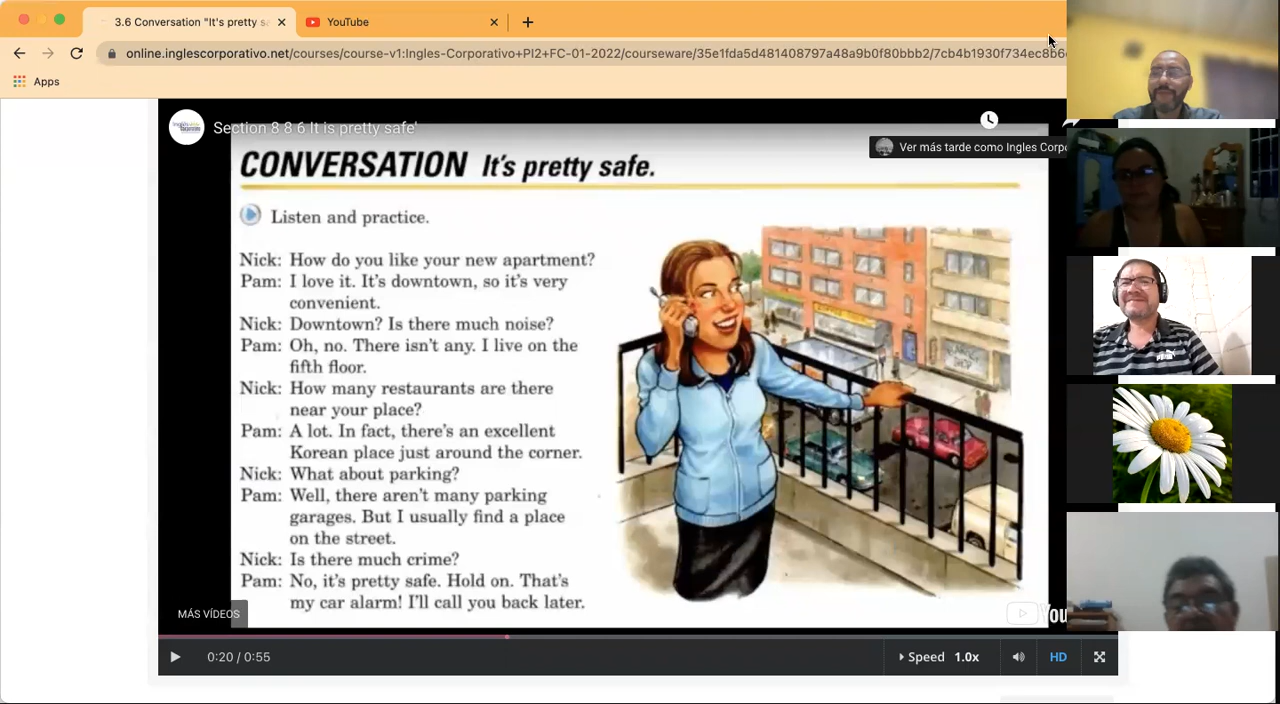 3.6 Conversation "It's pretty sa
YouTube
online.inglescorporativo.net/courses/course-v1:Ingles-Corporativo+PI2+FC-01-2022/courseware/35e1fda5d481408797a48a9b0f80bbb2/7cb4b1930f734ec8b6
Apps
Section 8 8 6 It is pretty safe'
Ver más tarde como Ingles Corpo
CONVERSATION It's pretty safe.
Listen and practice.
Nick: How do you like your new apartment?
Pam: I love it. It's downtown, so it's very
convenient.
Nick: Downtown? Is there much noise?
Pam: Oh, no. There isn't any. I live on the
fifth floor.
Nick: How many restaurants are there
near your place?
Pam: A lot. In fact, there's an excellent
Korean place just around the corner.
Nick: What about parking?
Pam: Well, there aren't many parking
garages. But I usually find a place
on the street.
Nick: Is there much crime?
Pam: No, it's pretty safe. Hold on. That's
my car alarm! I'll call you back later.
MÁS VÍDEOS
You
0:20 / 0:55
Speed 1.0x
HD